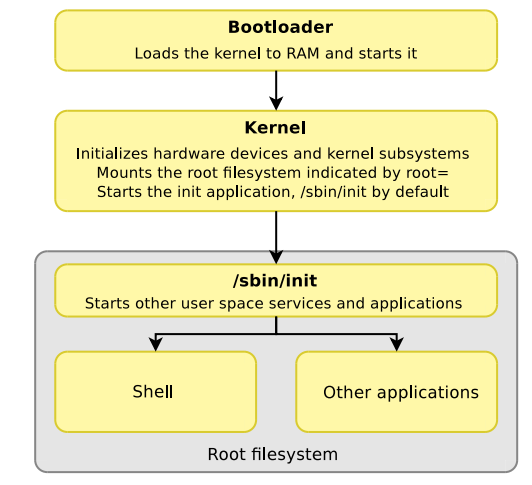 Bootloader
Loads the kernel to RAM and starts it
Kernel
Initializes hardware devices and kernel subsystems
Mounts the root filesystem indicated by root=
Starts the init application, /sbin/init by default
/sbin/init
Starts other user space services and applications
Shell
Other applications
Root filesystem